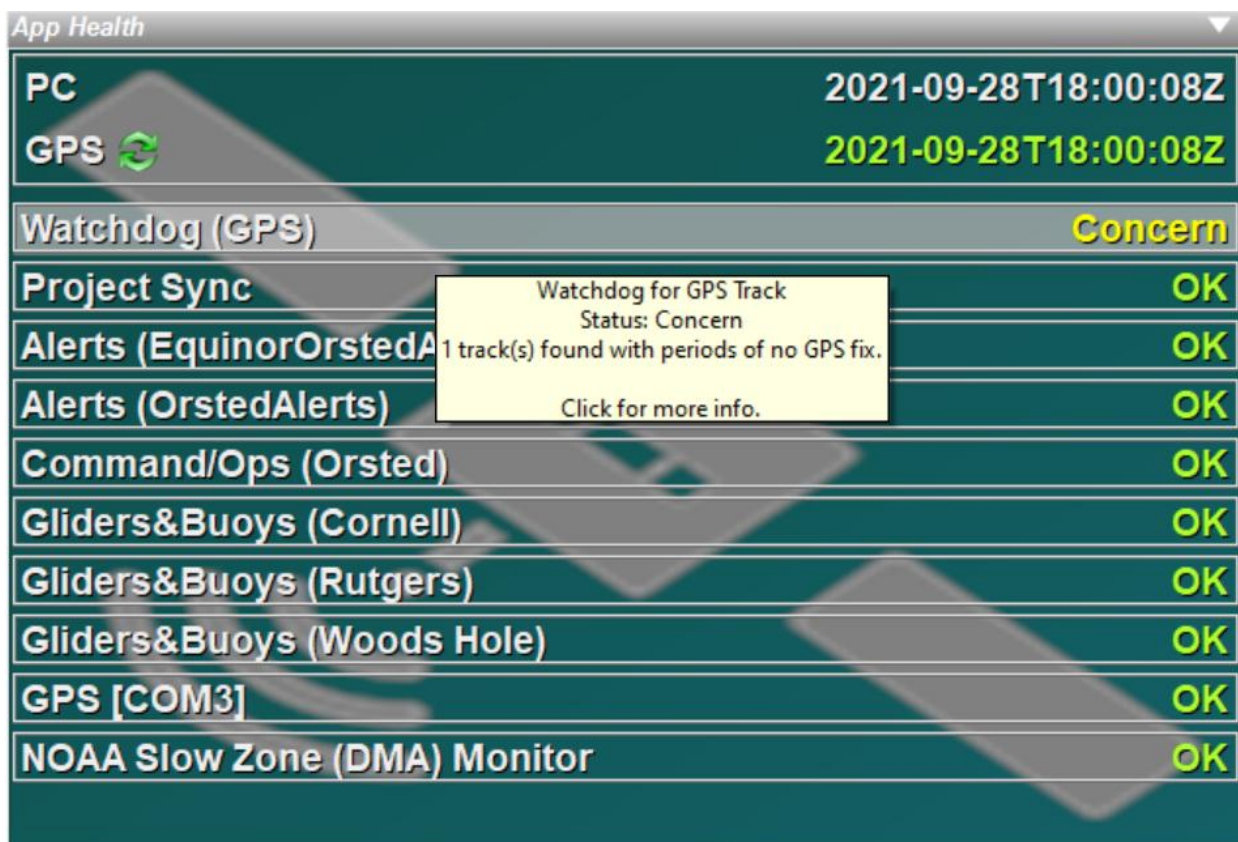 App Health
PC 2021-09-28T18:00:08Z
GPS 2021-09-28T18:00:08Z
Watchdog (GPS) Concern
Project Sync OK
Alerts (EquinorOrstedA OK
Alerts (OrstedAlerts) OK
Watchdog for GPS Track
Status: Concern
1 track(s) found with periods of no GPS fix.
Click for more info.
Command/Ops (Orsted) OK
Gliders&Buoys (Cornell) OK
Gliders&Buoys (Rutgers) OK
Gliders&Buoys (Woods Hole) OK
GPS [COM3] OK
NOAA Slow Zone (DMA) Monitor OK